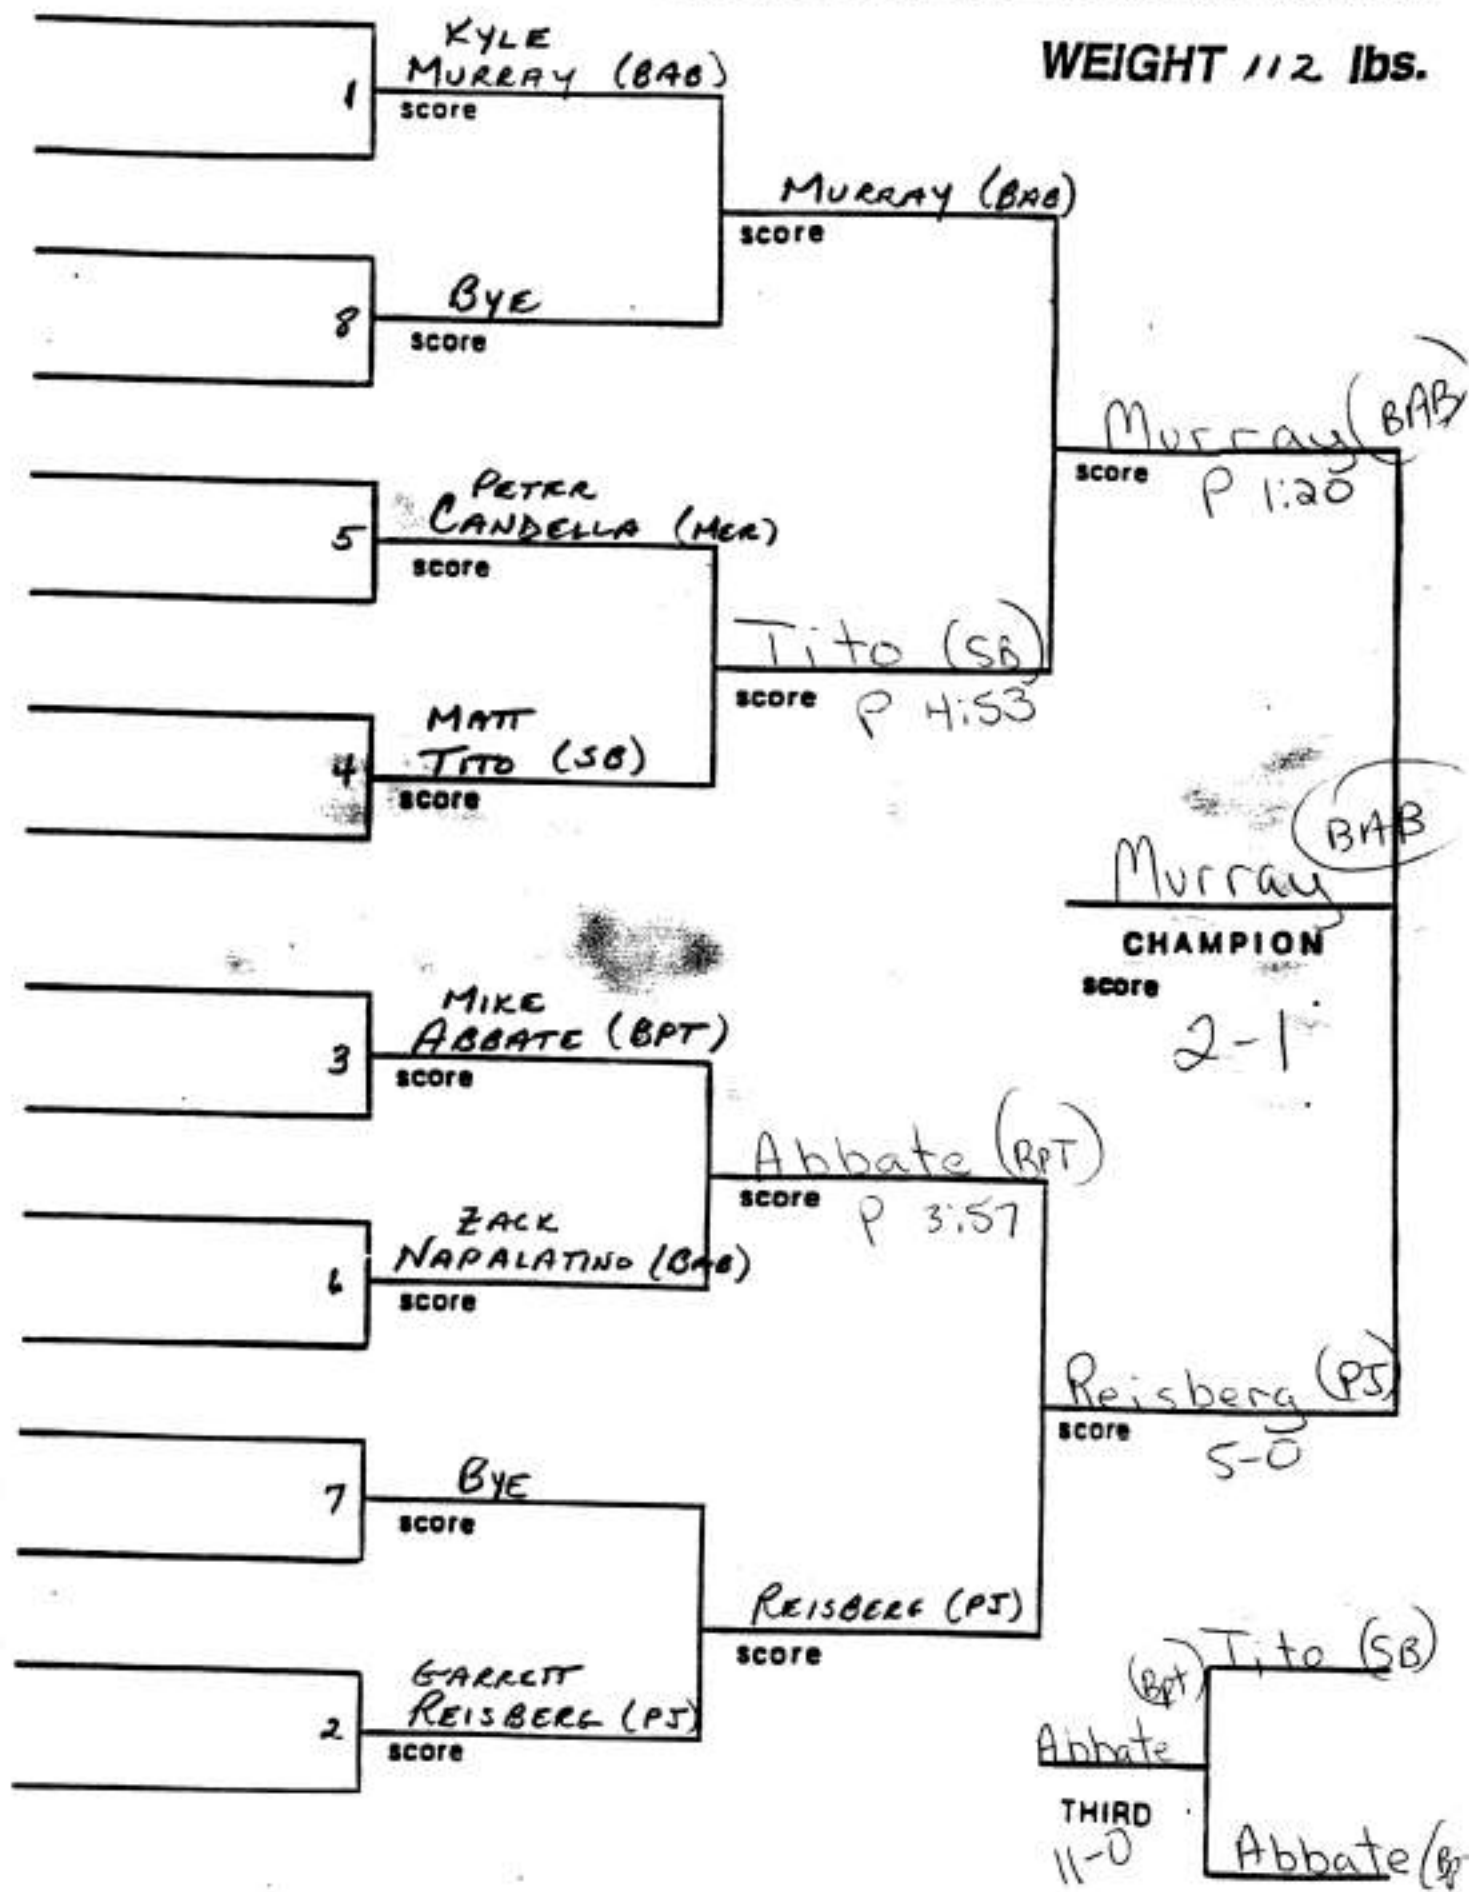 WEIGHT 112 lbs.
KYLE
1 MURRAY (BAB)
score
MURRAY (BAB)
score
8 BYE
score
Murray (BAB)
score P 1:20
PETER
5 CANDELLA (MER)
score
Tito (SB)
score P 4:53
MATT
4 TITO (SB)
score
BAB
Murray
CHAMPION
score
2-1
MIKE
3 ABBATE (BPT)
score
Abbate (BPT)
score P 3:57
ZACK
6 NAPALATINO (BAB)
score
Reisberg (PJ)
score 5-0
7 BYE
score
REISBERG (PJ)
score
GARRETT
2 REISBERG (PJ)
score
Tito (SB)
(Bpt)
Abbate
THIRD
11-0
Abbate